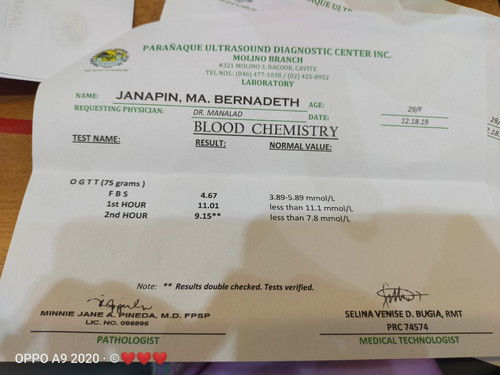 PARAÑAQUE ULTRASOUND DIAGNOSTIC CENTER INC.
MOLINO BRANCH
#321 MOLINO 3, BACOOR, CAVITE
TEL NOS.: (046) 477-1038 / (02) 425-8952
LABORATORY
NAME: JANAPIN, MA. BERNADETH AGE: 29/F
REQUESTING PHYSICIAN: DR. MANALAD DATE: 12.18.19
BLOOD CHEMISTRY
TEST NAME: RESULT: NORMAL VALUE:
OGTT (75 grams)
FBS 4.67 3.89-5.89 mmol/L
1st HOUR 11.01 less than 11.1 mmol/L
2nd HOUR 9.15** less than 7.8 mmol/L
Note: ** Results double checked. Tests verified.
MINNIE JANE A. PINEDA, M.D. FPSP SELINA VENISE D. BUGIA, RMT
LIC. NO. 098896 PRC 74574
PATHOLOGIST MEDICAL TECHNOLOGIST
OPPO A9 2020 · ©❤❤❤